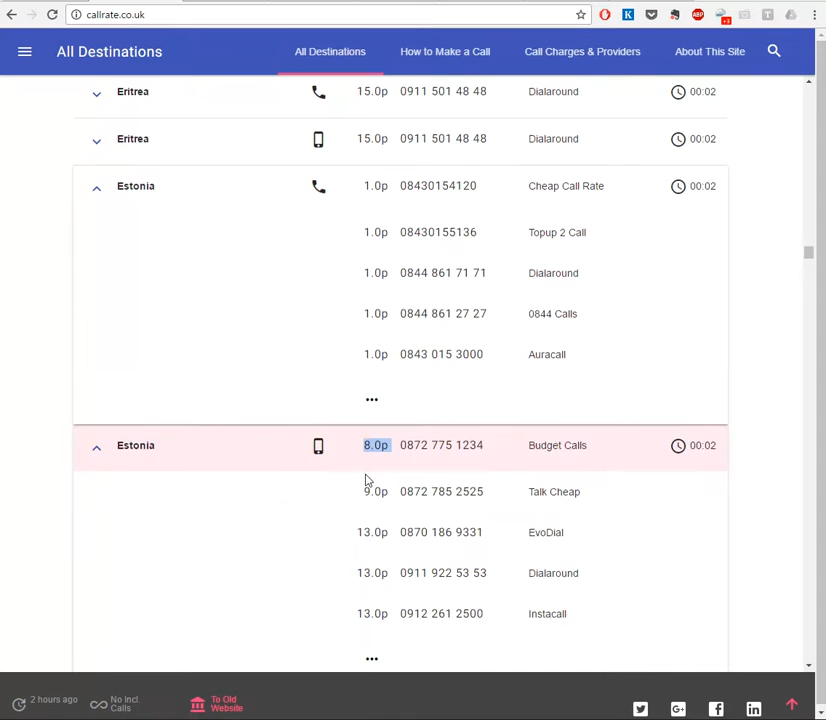 callrate.co.uk
All Destinations All Destinations How to Make a Call Call Charges & Providers About This Site
Eritrea 15.0p 0911 501 48 48 Dialaround 00:02
Eritrea 15.0p 0911 501 48 48 Dialaround 00:02
Estonia 1.0p 08430154120 Cheap Call Rate 00:02
1.0p 08430155136 Topup 2 Call
1.0p 0844 861 71 71 Dialaround
1.0p 0844 861 27 27 0844 Calls
1.0p 0843 015 3000 Auracall
...
Estonia 8.0p 0872 775 1234 Budget Calls 00:02
9.0p 0872 785 2525 Talk Cheap
13.0p 0870 186 9331 EvoDial
13.0p 0911 922 53 53 Dialaround
13.0p 0912 261 2500 Instacall
...
2 hours ago
No Incl.
Calls
To Old
Website